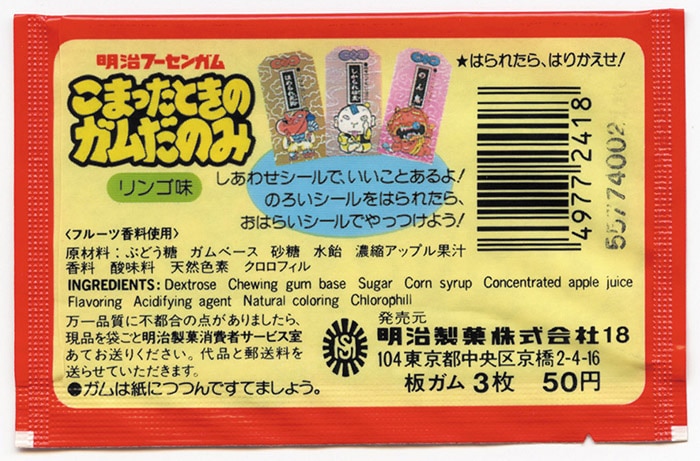 明治フーセンガム
こまったときの
ガムだのみ
リンゴ味
★はられたら、はりかえせ!
しあわせシールで、いいことあるよ!
のろいシールをはられたら、
おはらいシールでやっつけよう!
49772418
55774002
〈フルーツ香料使用〉
原材料:ぶどう糖 ガムベース 砂糖 水飴 濃縮アップル果汁
香料 酸味料 天然色素 クロロフィル
INGREDIENTS: Dextrose Chewing gum base Sugar Corn syrup Concentrated apple juice
Flavoring Acidifying agent Natural coloring Chlorophill
万一品質に不都合の点がありましたら、
現品を袋ごと明治製菓消費者サービス室
あてお送りください。代品と郵送料を
送らせていただきます。
●ガムは紙につつんですてましょう。
発売元
明治製菓株式会社18
104東京都中央区京橋2-4-16
板ガム 3枚 50円